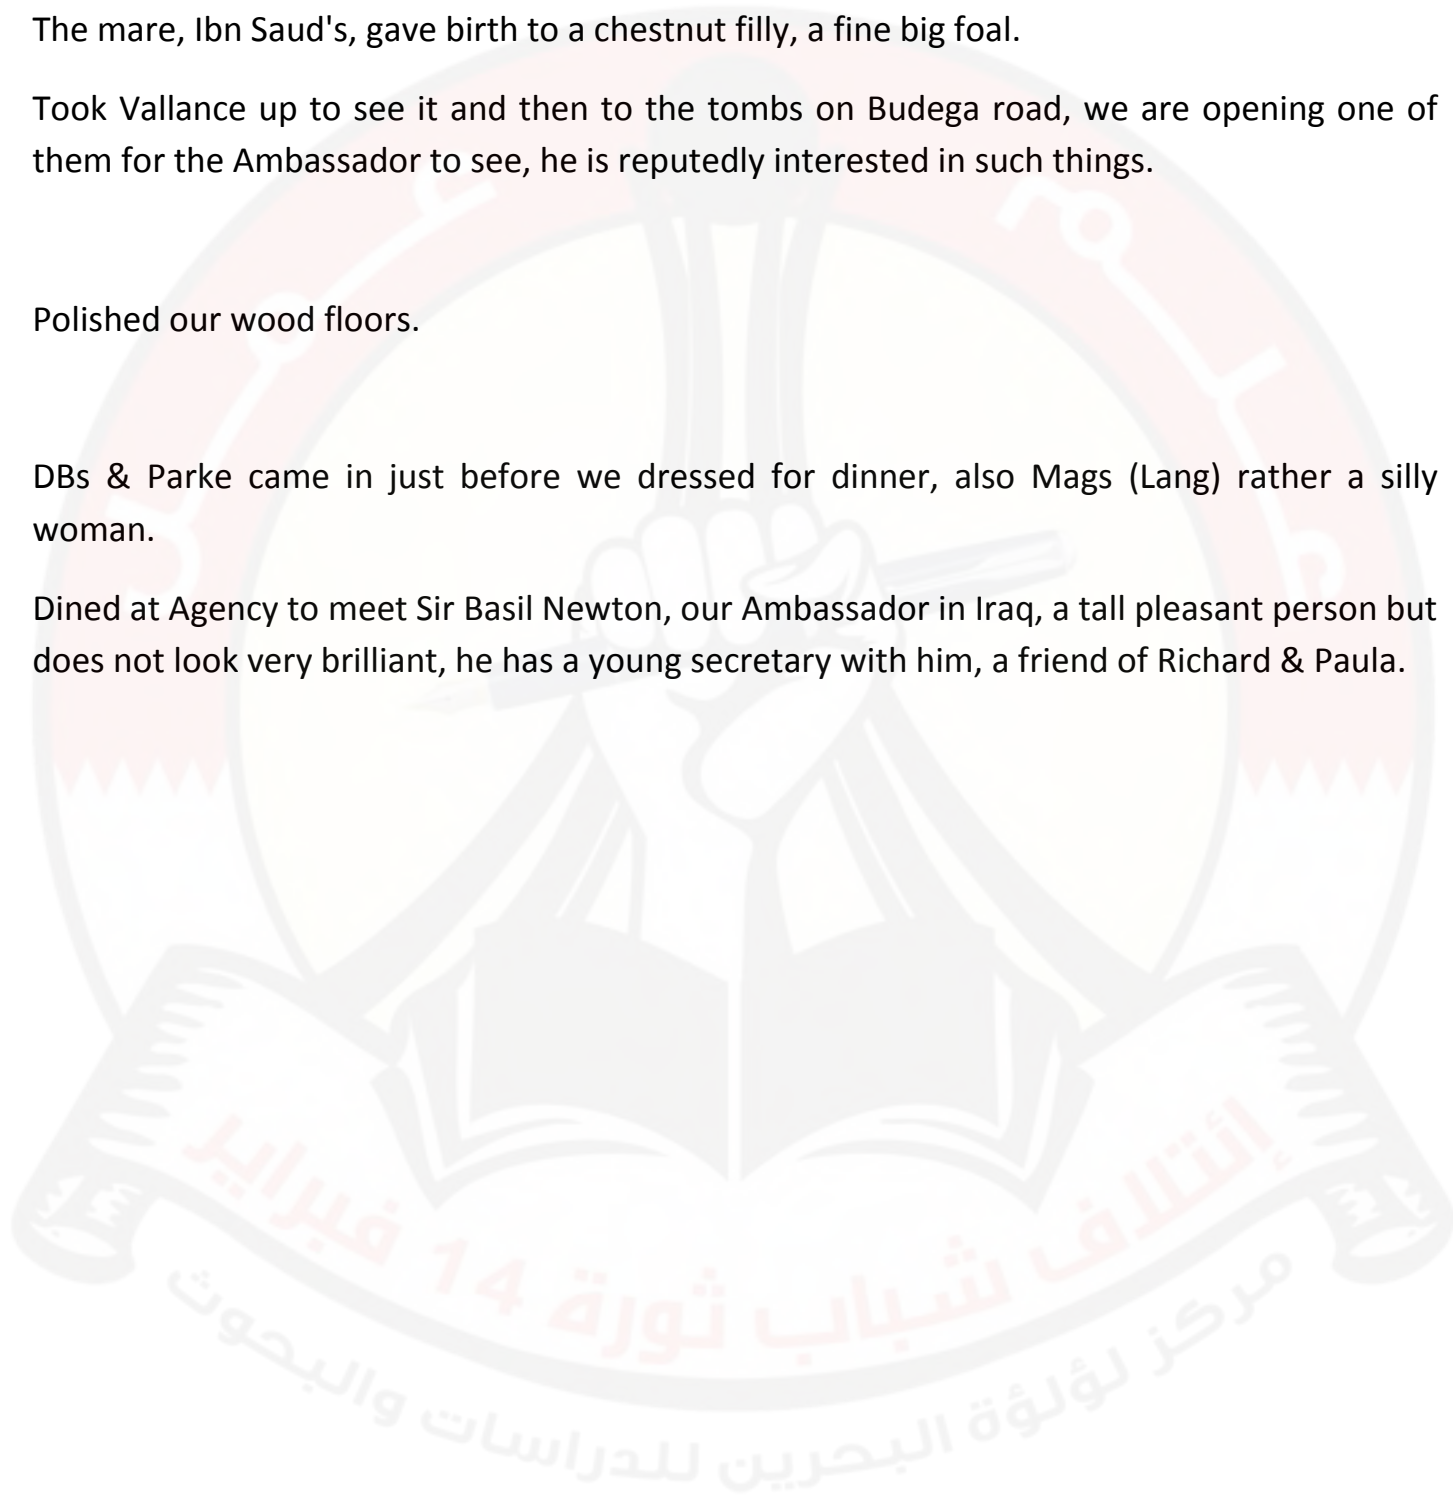 The mare, Ibn Saud's, gave birth to a chestnut filly, a fine big foal.
Took Vallance up to see it and then to the tombs on Budega road, we are opening one of
them for the Ambassador to see, he is reputedly interested in such things.
Polished our wood floors.
DBs & Parke came in just before we dressed for dinner, also Mags (Lang) rather a silly
woman.
Dined at Agency to meet Sir Basil Newton, our Ambassador in Iraq, a tall pleasant person but
does not look very brilliant, he has a young secretary with him, a friend of Richard & Paula.
إئتلاف شباب ثورة 14 فبراير
مركز لؤلؤة البحرين للدراسات والبحوث